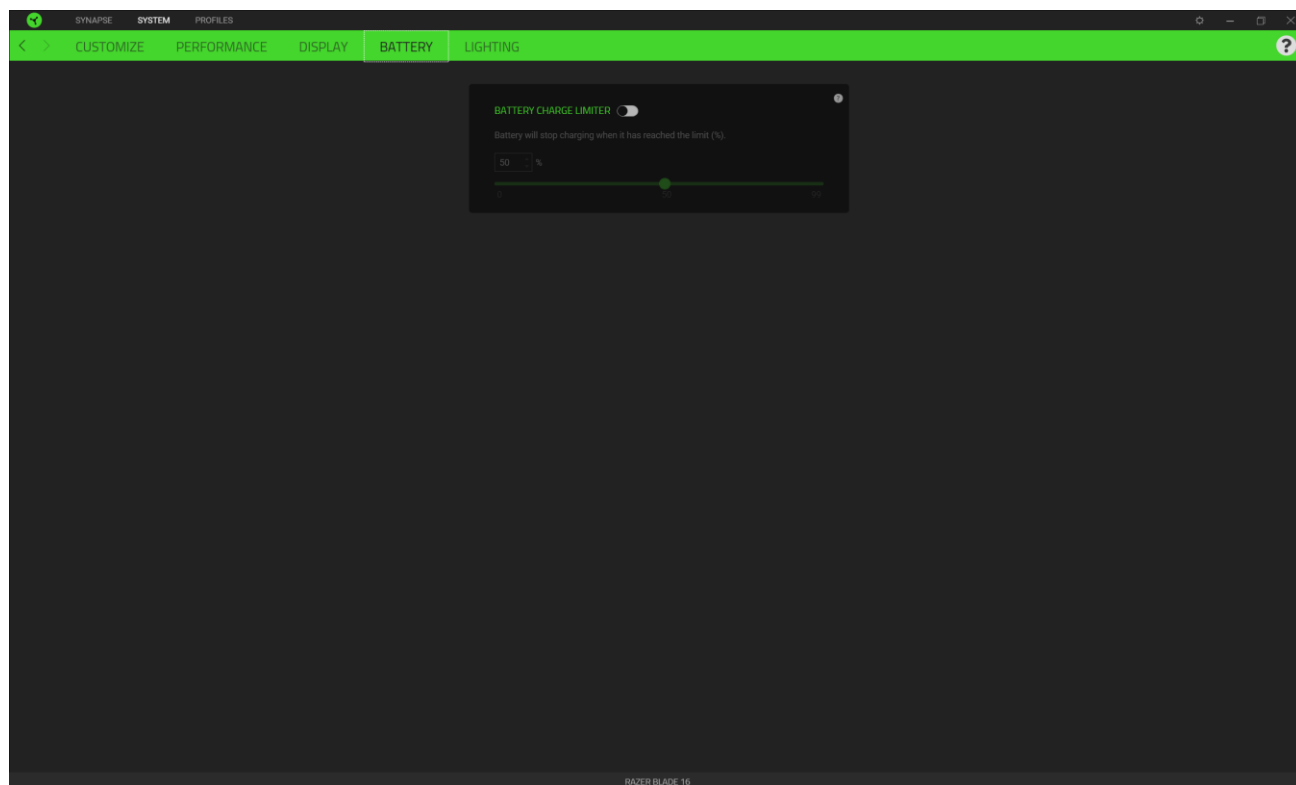 SYNAPSE SYSTEM PROFILES
CUSTOMIZE PERFORMANCE DISPLAY BATTERY LIGHTING ?
BATTERY CHARGE LIMITER ?
Battery will stop charging when it has reached the limit (%).
50 %
RAZER BLADE 16